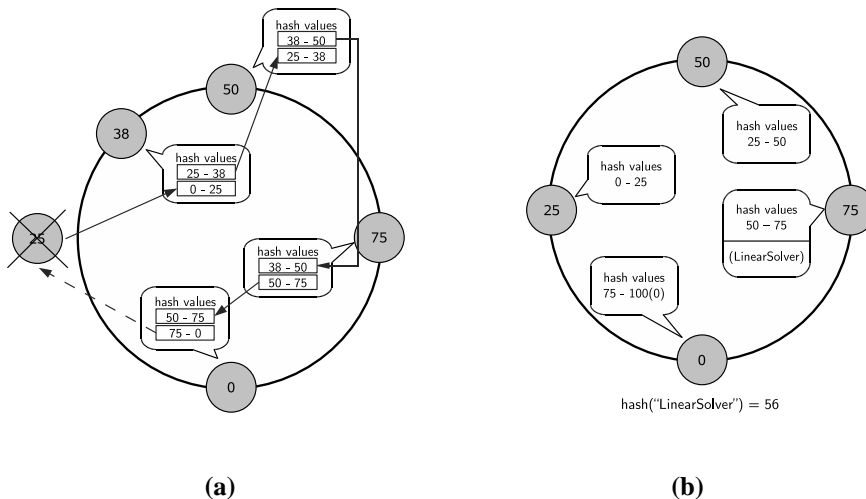 hash values
38 - 50
25 - 38
50
38
hash values
25 - 38
0 - 25
25
75
hash values
38 - 50
50 - 75
hash values
50 - 75
75 - 0
0
(a)
50
hash values
25 - 50
hash values
0 - 25
25
hash values
50 – 75
(LinearSolver)
75
hash values
75 - 100(0)
0
hash(“LinearSolver”) = 56
(b)